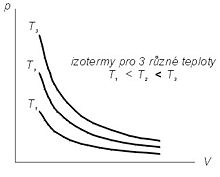 p
T₃
izotermy pro 3 různé teploty
T₁ < T₂ < T₃
T₂
T₁
V